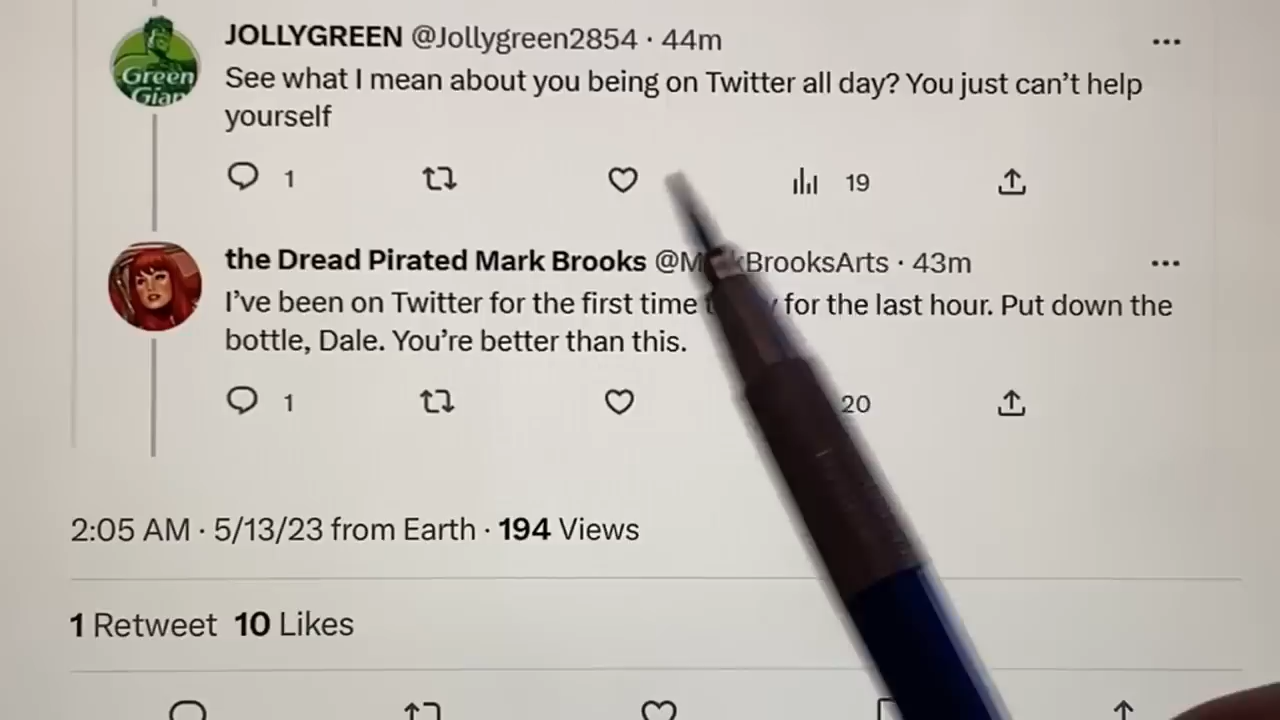 Green
Giant
JOLLYGREEN @Jollygreen2854 · 44m
See what I mean about you being on Twitter all day? You just can't help
yourself
1 19
the Dread Pirated Mark Brooks @M kBrooksArts · 43m
I've been on Twitter for the first time for the last hour. Put down the
bottle, Dale. You're better than this.
1 20
2:05 AM · 5/13/23 from Earth · 194 Views
1 Retweet 10 Likes